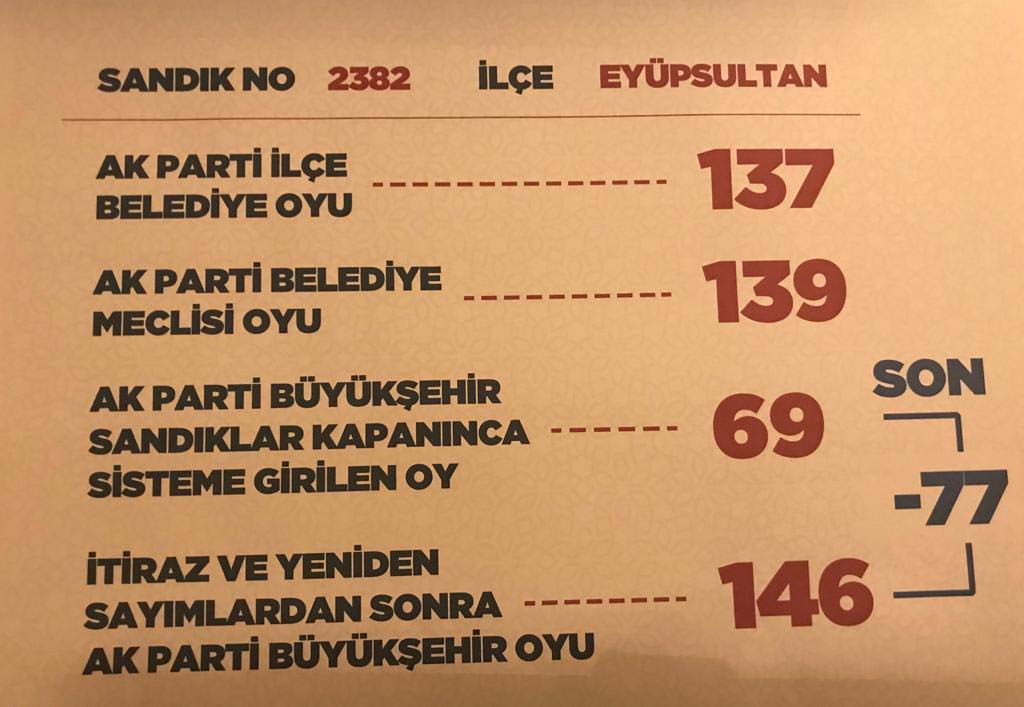 SANDIK NO 2382 İLÇE EYÜPSULTAN
AK PARTİ İLÇE
BELEDİYE OYU 137
AK PARTİ BELEDİYE
MECLİSİ OYU 139
AK PARTİ BÜYÜKŞEHİR
SANDIKLAR KAPANINCA
SİSTEME GİRİLEN OY 69
SON
-77
İTİRAZ VE YENİDEN
SAYIMLARDAN SONRA
AK PARTİ BÜYÜKŞEHİR OYU 146